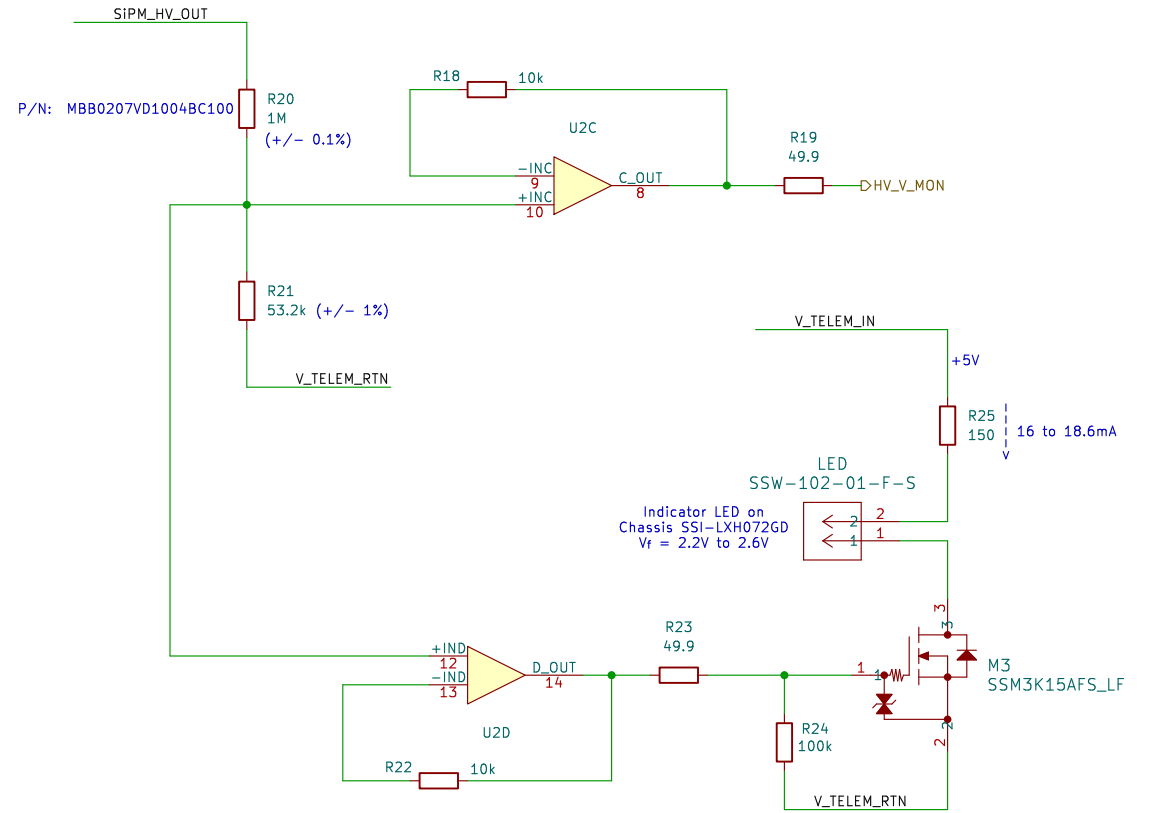 SiPM_HV_OUT
P/N: MBB0207VD1004BC100
R20
1M
(+/- 0.1%)
R18
10k
U2C
-INC
9
+INC
10
C_OUT
8
R19
49.9
HV_V_MON
R21
53.2k (+/- 1%)
V_TELEM_RTN
V_TELEM_IN
+5V
R25
150
16 to 18.6mA
LED
SSW-102-01-F-S
Indicator LED on
Chassis SSI-LXH072GD
Vf = 2.2V to 2.6V
2
2
1
1
+IND
12
-IND
13
D_OUT
14
U2D
R22
10k
R23
49.9
R24
100k
V_TELEM_RTN
3
3
1
1
2
2
M3
SSM3K15AFS_LF